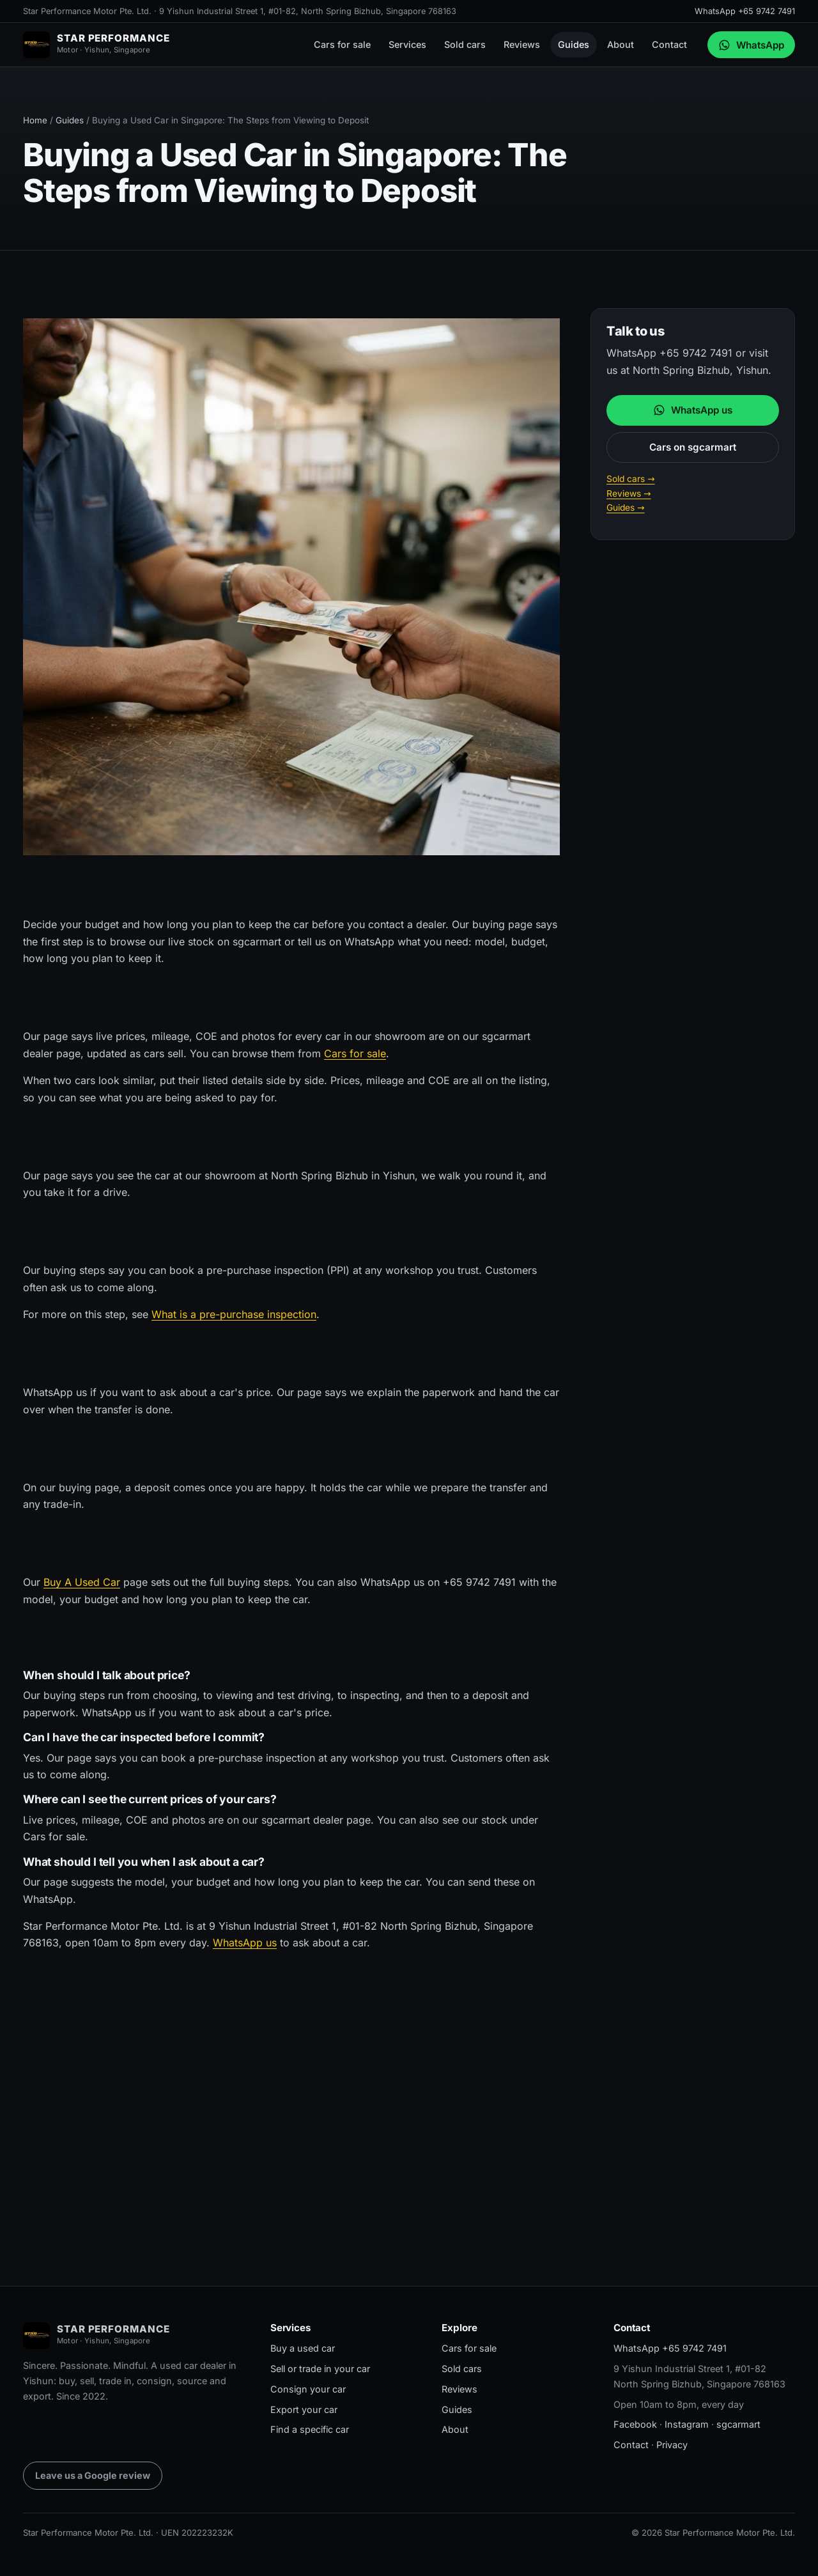 Star Performance Motor Pte. Ltd. · 9 Yishun Industrial Street 1, #01-82, North Spring Bizhub, Singapore 768163
WhatsApp +65 9742 7491
STAR PERFORMANCE
Motor · Yishun, Singapore
Cars for sale
Services
Sold cars
Reviews
Guides
About
Contact
WhatsApp
Home / Guides / Buying a Used Car in Singapore: The Steps from Viewing to Deposit
Buying a Used Car in Singapore: The
Steps from Viewing to Deposit
Talk to us
WhatsApp +65 9742 7491 or visit
us at North Spring Bizhub, Yishun.
WhatsApp us
Cars on sgcarmart
Sold cars →
Reviews →
Guides →
Decide your budget and how long you plan to keep the car before you contact a dealer. Our buying page says
the first step is to browse our live stock on sgcarmart or tell us on WhatsApp what you need: model, budget,
how long you plan to keep it.
Our page says live prices, mileage, COE and photos for every car in our showroom are on our sgcarmart
dealer page, updated as cars sell. You can browse them from Cars for sale.
When two cars look similar, put their listed details side by side. Prices, mileage and COE are all on the listing,
so you can see what you are being asked to pay for.
Our page says you see the car at our showroom at North Spring Bizhub in Yishun, we walk you round it, and
you take it for a drive.
Our buying steps say you can book a pre-purchase inspection (PPI) at any workshop you trust. Customers
often ask us to come along.
For more on this step, see What is a pre-purchase inspection.
WhatsApp us if you want to ask about a car's price. Our page says we explain the paperwork and hand the car
over when the transfer is done.
On our buying page, a deposit comes once you are happy. It holds the car while we prepare the transfer and
any trade-in.
Our Buy A Used Car page sets out the full buying steps. You can also WhatsApp us on +65 9742 7491 with the
model, your budget and how long you plan to keep the car.
When should I talk about price?
Our buying steps run from choosing, to viewing and test driving, to inspecting, and then to a deposit and
paperwork. WhatsApp us if you want to ask about a car's price.
Can I have the car inspected before I commit?
Yes. Our page says you can book a pre-purchase inspection at any workshop you trust. Customers often ask
us to come along.
Where can I see the current prices of your cars?
Live prices, mileage, COE and photos are on our sgcarmart dealer page. You can also see our stock under
Cars for sale.
What should I tell you when I ask about a car?
Our page suggests the model, your budget and how long you plan to keep the car. You can send these on
WhatsApp.
Star Performance Motor Pte. Ltd. is at 9 Yishun Industrial Street 1, #01-82 North Spring Bizhub, Singapore
768163, open 10am to 8pm every day. WhatsApp us to ask about a car.
STAR PERFORMANCE
Motor · Yishun, Singapore
Sincere. Passionate. Mindful. A used car dealer in
Yishun: buy, sell, trade in, consign, source and
export. Since 2022.
Leave us a Google review
Services
Buy a used car
Sell or trade in your car
Consign your car
Export your car
Find a specific car
Explore
Cars for sale
Sold cars
Reviews
Guides
About
Contact
WhatsApp +65 9742 7491
9 Yishun Industrial Street 1, #01-82
North Spring Bizhub, Singapore 768163
Open 10am to 8pm, every day
Facebook · Instagram · sgcarmart
Contact · Privacy
Star Performance Motor Pte. Ltd. · UEN 202223232K
© 2026 Star Performance Motor Pte. Ltd.